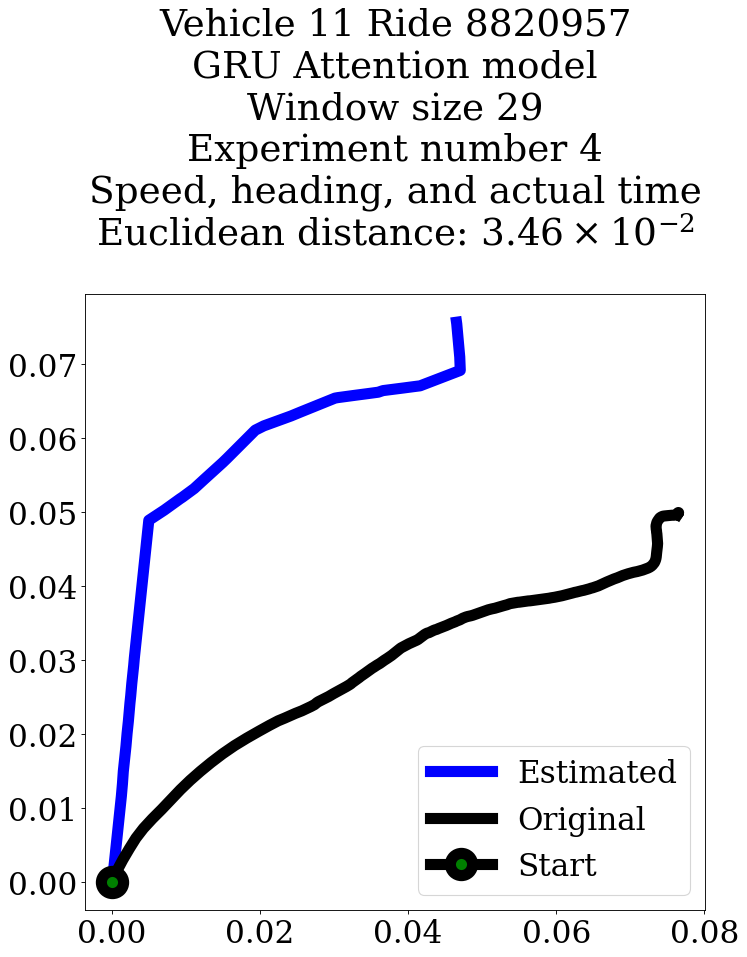 Vehicle 11 Ride 8820957
GRU Attention model
Window size 29
Experiment number 4
Speed, heading, and actual time
Euclidean distance: 3.46 × 10⁻²
0.07
0.06
0.05
0.04
0.03
0.02
0.01
0.00
Estimated
Original
Start
0.00 0.02 0.04 0.06 0.08